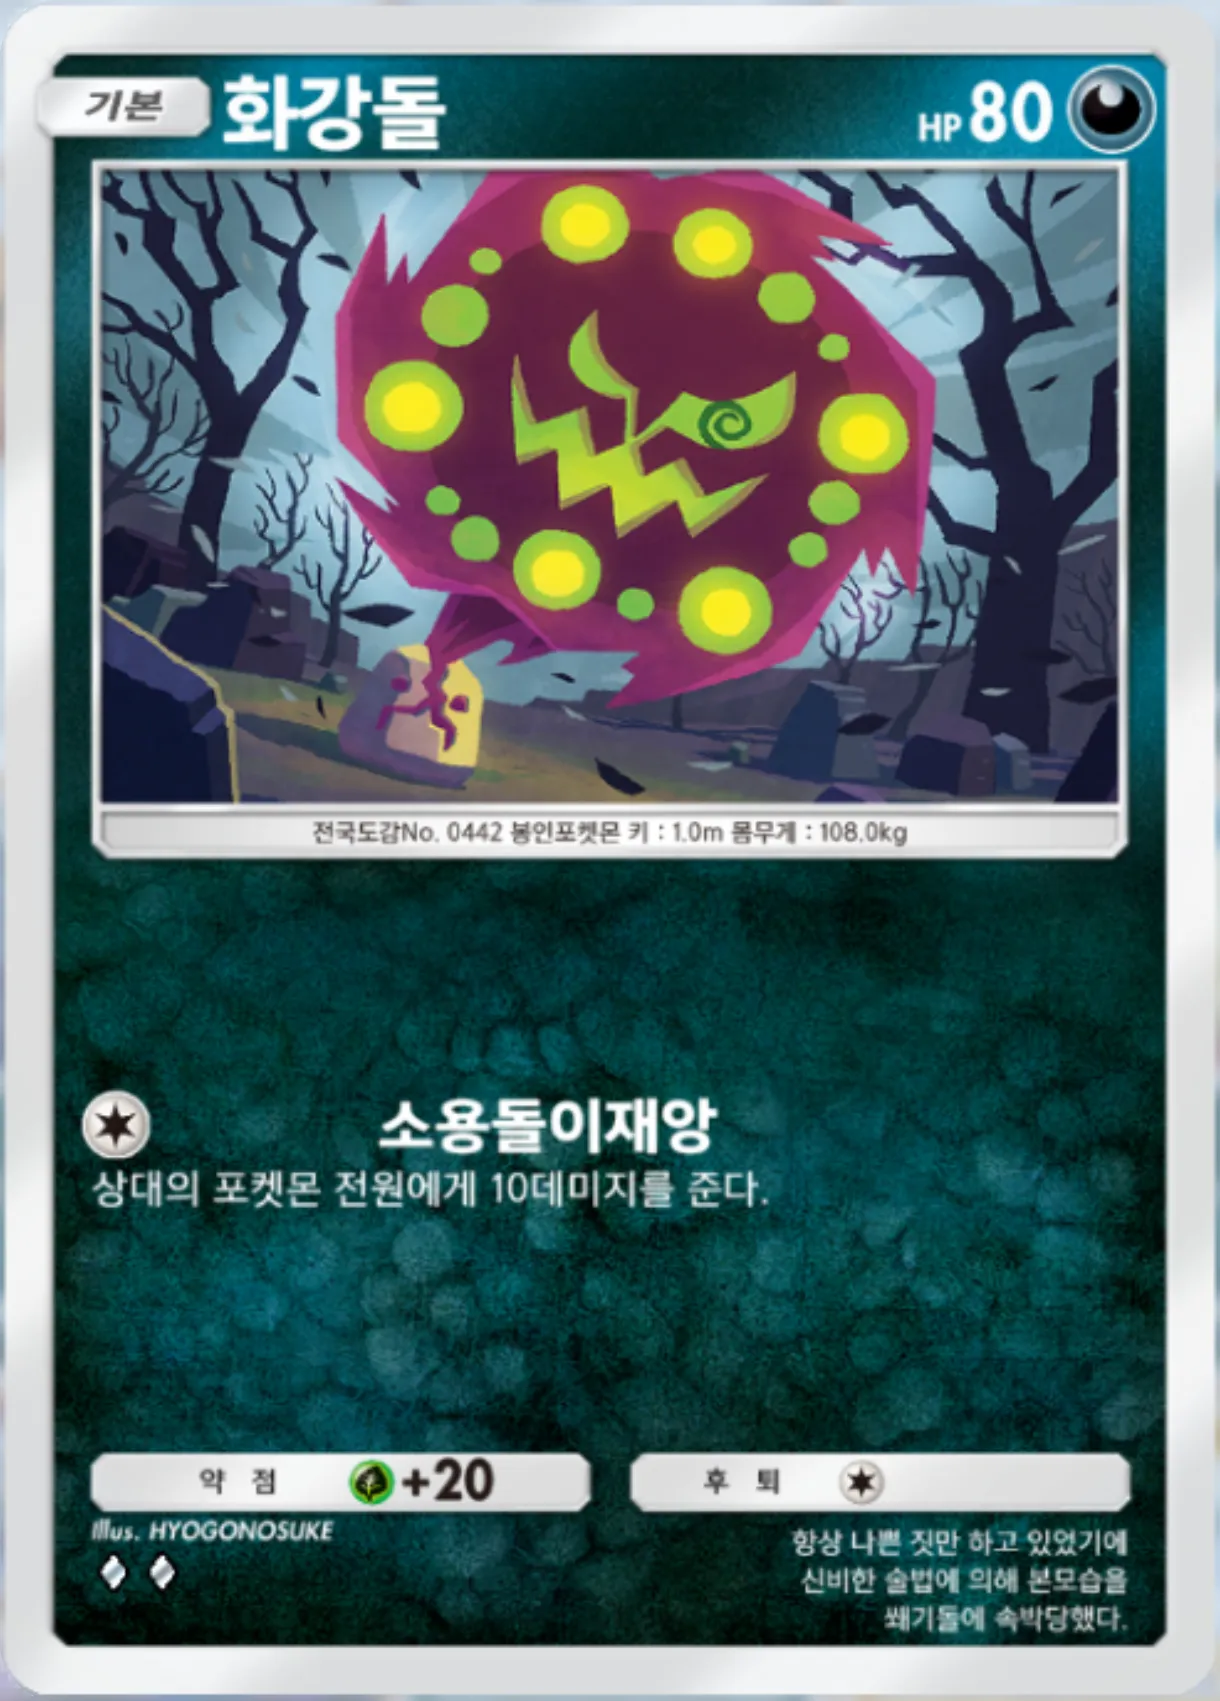 기본 화강돌 HP 80
전국도감No. 0442 봉인포켓몬 키 : 1.0m 몸무게 : 108.0kg
소용돌이재앙
상대의 포켓몬 전원에게 10데미지를 준다.
약점 +20 후퇴
Illus. HYOGONOSUKE
항상 나쁜 짓만 하고 있었기에
신비한 술법에 의해 본모습을
쐐기돌에 속박당했다.